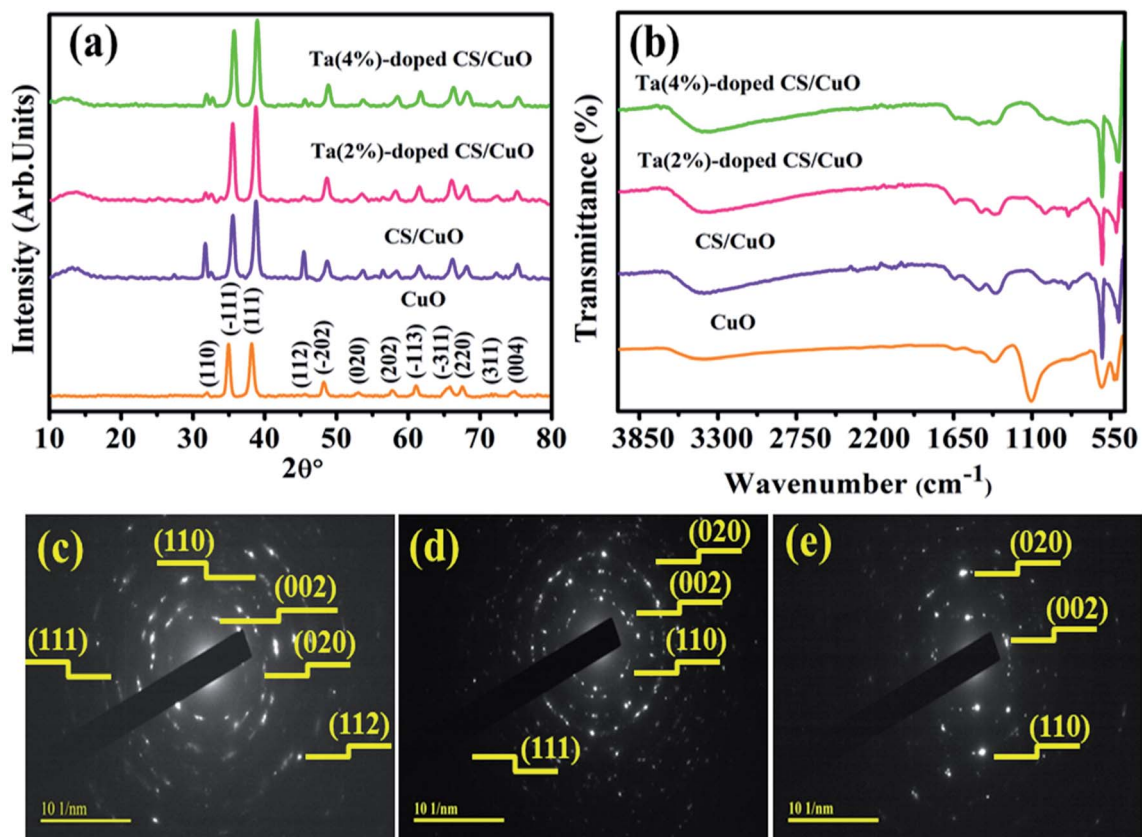 (a)
Ta(4%)-doped CS/CuO
Ta(2%)-doped CS/CuO
CS/CuO
CuO
(110)
(-111)
(111)
(112)
(-202)
(020)
(202)
(-113)
(-311)
(220)
(311)
(004)
Intensity (Arb.Units)
10 20 30 40 50 60 70 80
2θ°
(b)
Ta(4%)-doped CS/CuO
Ta(2%)-doped CS/CuO
CS/CuO
CuO
Transmittance (%)
3850 3300 2750 2200 1650 1100 550
Wavenumber (cm⁻¹)
(c)
(110)
(002)
(111)
(020)
(112)
10 1/nm
(d)
(020)
(002)
(110)
(111)
10 1/nm
(e)
(020)
(002)
(110)
10 1/nm